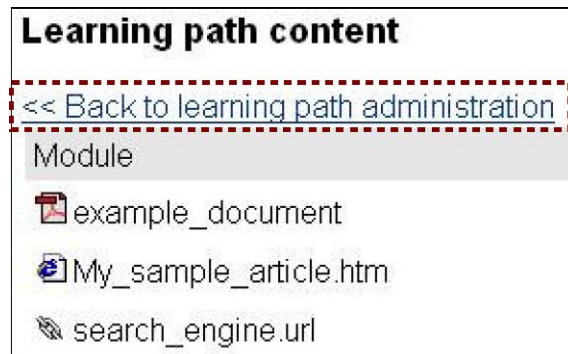 Learning path content
<< Back to learning path administration
Module
example_document
My_sample_article.htm
search_engine.url